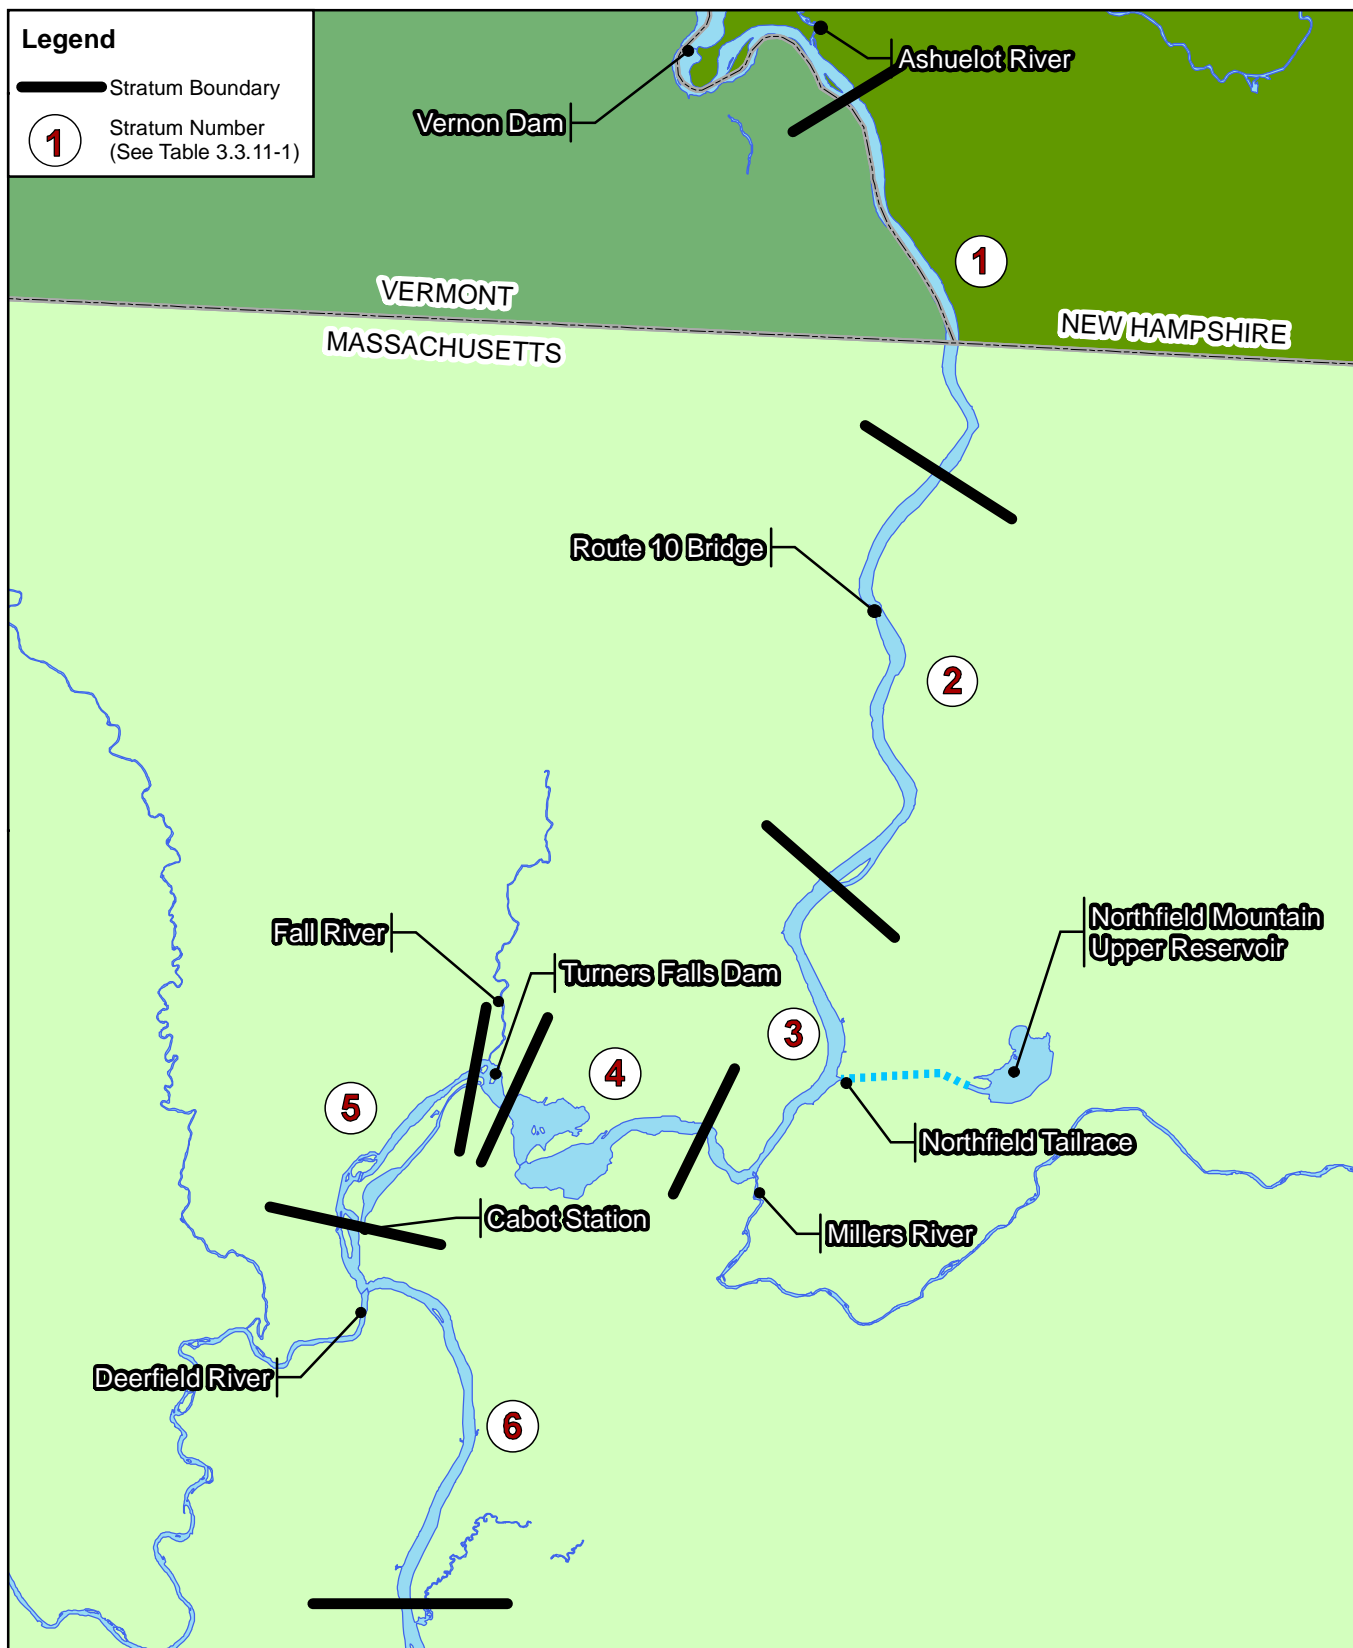 Legend
Stratum Boundary
1
Stratum Number
(See Table 3.3.11-1)
Ashuelot River
Vernon Dam
1
VERMONT
NEW HAMPSHIRE
MASSACHUSETTS
Route 10 Bridge
2
Northfield Mountain
Upper Reservoir
Fall River
Turners Falls Dam
3
4
5
Northfield Tailrace
Cabot Station
Millers River
Deerfield River
6